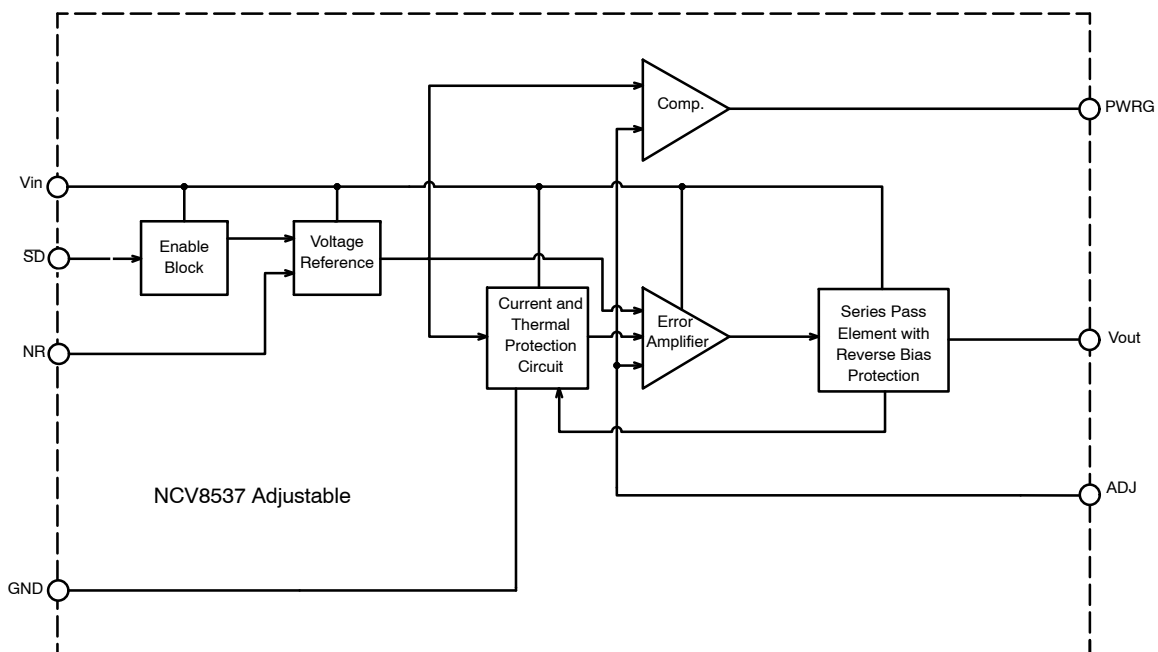 Comp.
PWRG
Vin
S̅D̅
Enable
Block
Voltage
Reference
NR
Current and
Thermal
Protection
Circuit
Error
Amplifier
Series Pass
Element with
Reverse Bias
Protection
Vout
ADJ
NCV8537 Adjustable
GND